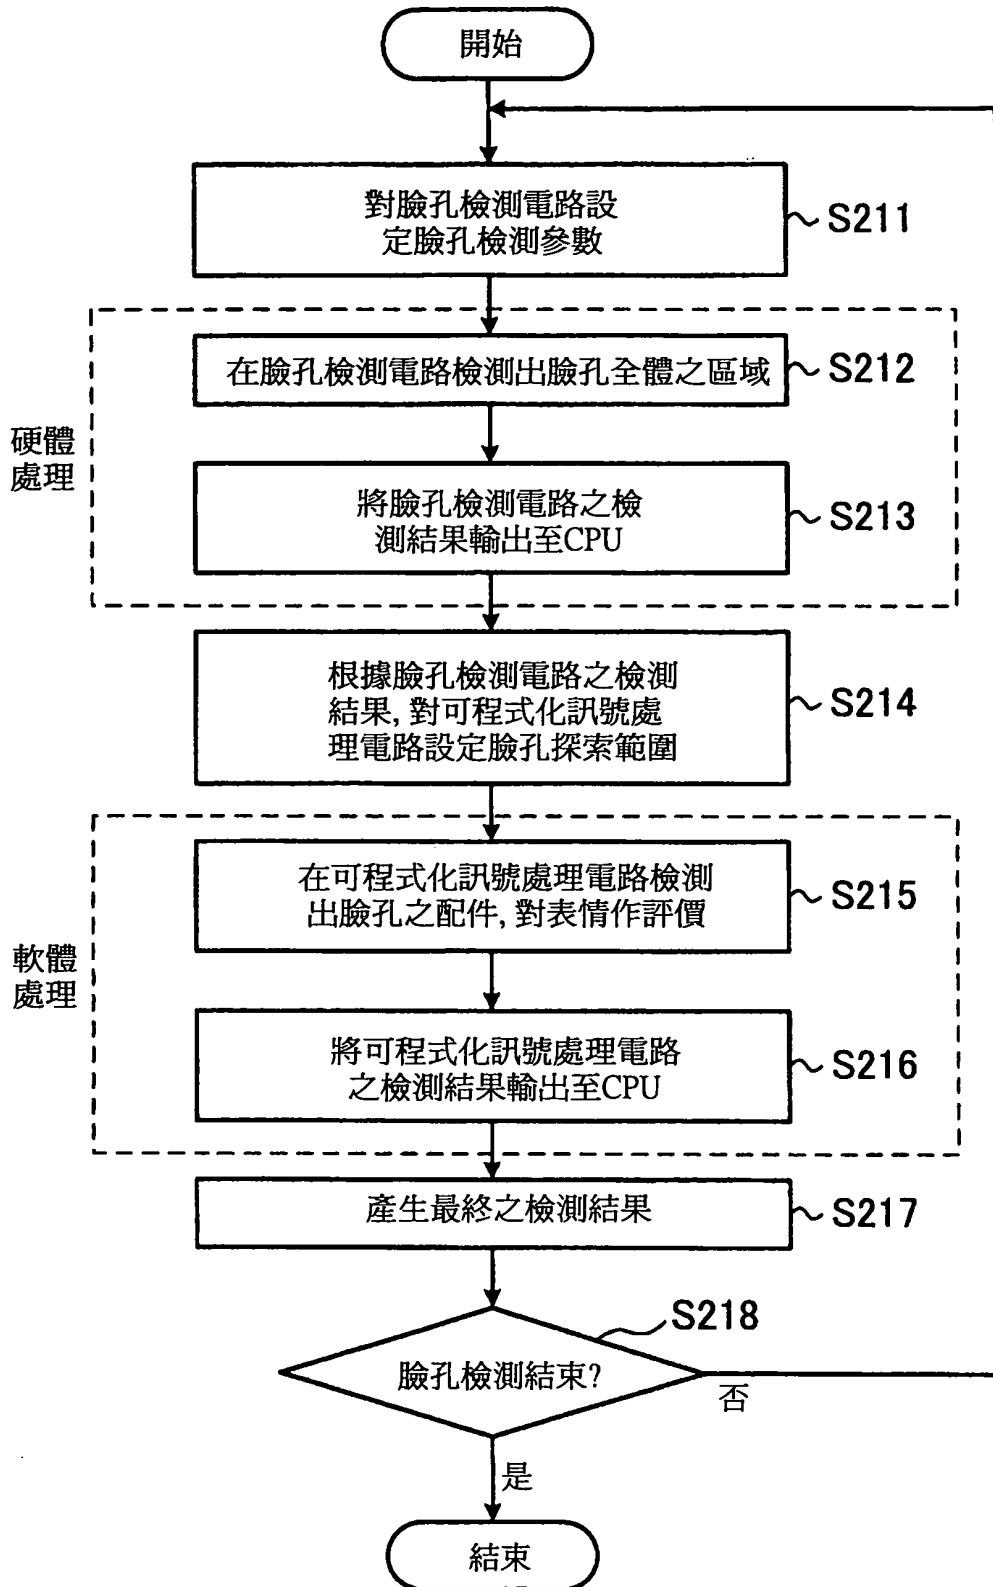 開始
對臉孔檢測電路設
定臉孔檢測參數
S211
在臉孔檢測電路檢測出臉孔全體之區域
S212
硬體
處理
將臉孔檢測電路之檢
測結果輸出至CPU
S213
根據臉孔檢測電路之檢測
結果, 對可程式化訊號處
理電路設定臉孔探索範圍
S214
在可程式化訊號處理電路檢測
出臉孔之配件, 對表情作評價
S215
軟體
處理
將可程式化訊號處理電路
之檢測結果輸出至CPU
S216
產生最終之檢測結果
S217
S218
臉孔檢測結束?
否
是
結束